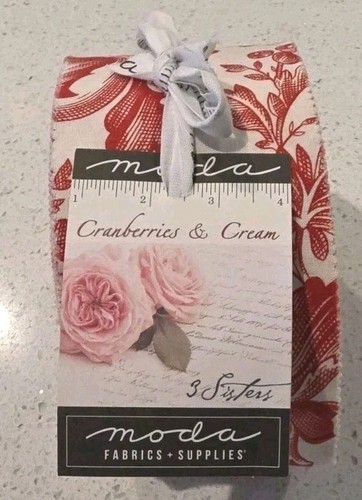 moda
1 2 3 4
Cranberries & Cream
3 Sisters
moda
FABRICS + SUPPLIES®